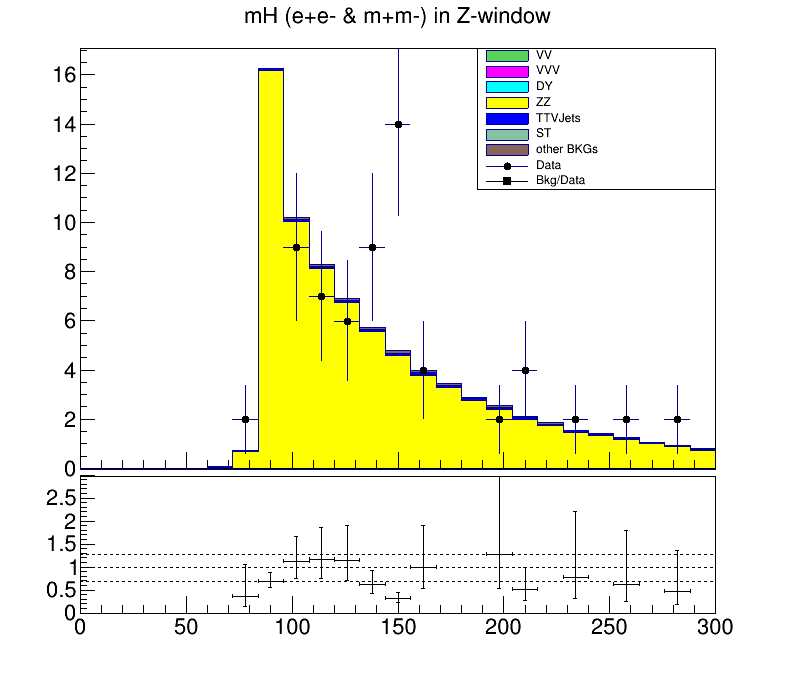 mH (e+e- & m+m-) in Z-window
VV
VVV
DY
ZZ
TTVJets
ST
other BKGs
Data
Bkg/Data
16
14
12
10
8
6
4
2
0
2.5
2
1.5
1
0.5
0
0 50 100 150 200 250 300